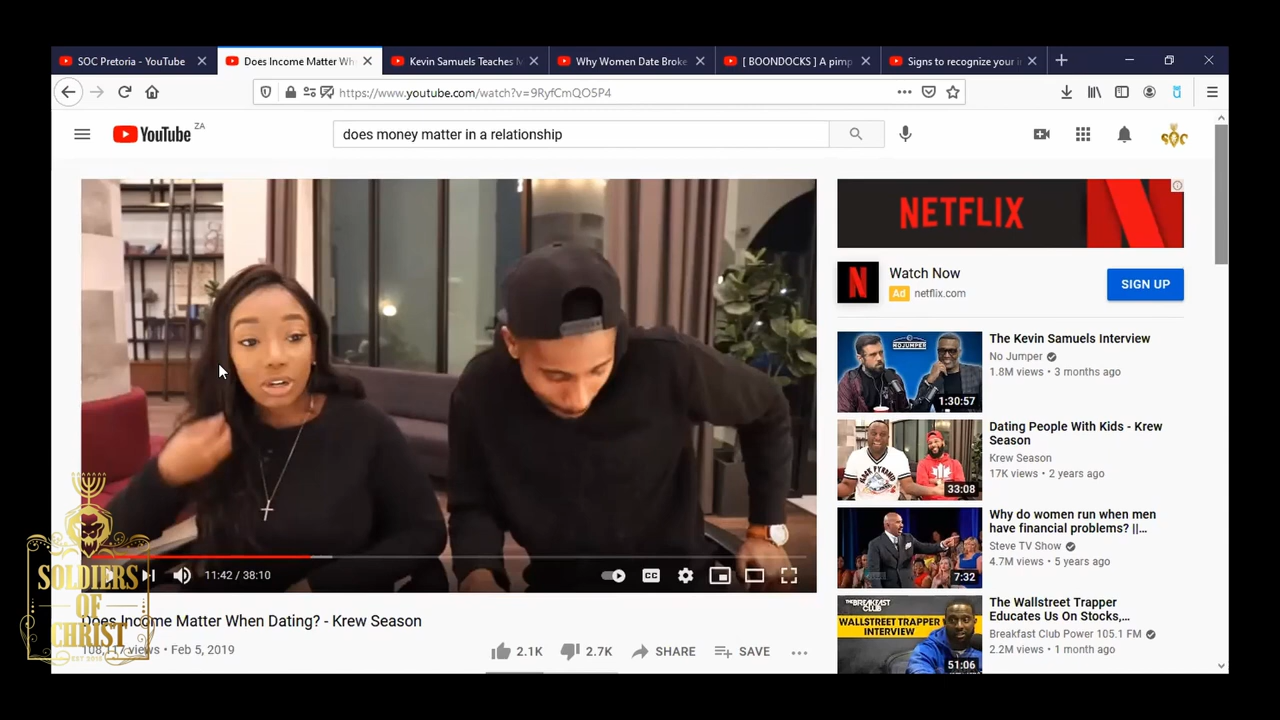 SOC Pretoria - YouTube
Does Income Matter Wh
Kevin Samuels Teaches M
Why Women Date Broke
[ BOONDOCKS ] A pimp
Signs to recognize your i
https://www.youtube.com/watch?v=9RyfCmQO5P4
YouTube ZA
does money matter in a relationship
SOC
NETFLIX
Watch Now
Ad netflix.com
SIGN UP
NOJUMPER
1:30:57
The Kevin Samuels Interview
No Jumper
1.8M views • 3 months ago
33:08
Dating People With Kids - Krew
Season
Krew Season
17K views • 2 years ago
7:32
Why do women run when men
have financial problems? ||...
Steve TV Show
4.7M views • 5 years ago
THE BREAKFAST
CLUB
WALLSTREET TRAPPER
INTERVIEW
51:06
The Wallstreet Trapper
Educates Us On Stocks,...
Breakfast Club Power 105.1 FM
2.2M views • 1 month ago
11:42 / 38:10
CC
Does Income Matter When Dating? - Krew Season
108,117 views • Feb 5, 2019
2.1K
2.7K
SHARE
SAVE
SOLDIERS
OF
CHRIST